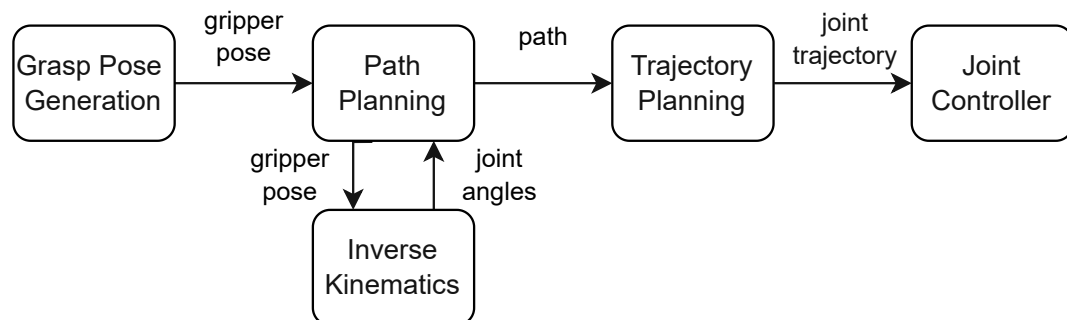 Grasp Pose
Generation
gripper
pose
Path
Planning
path
Trajectory
Planning
joint
trajectory
Joint
Controller
gripper
pose
joint
angles
Inverse
Kinematics